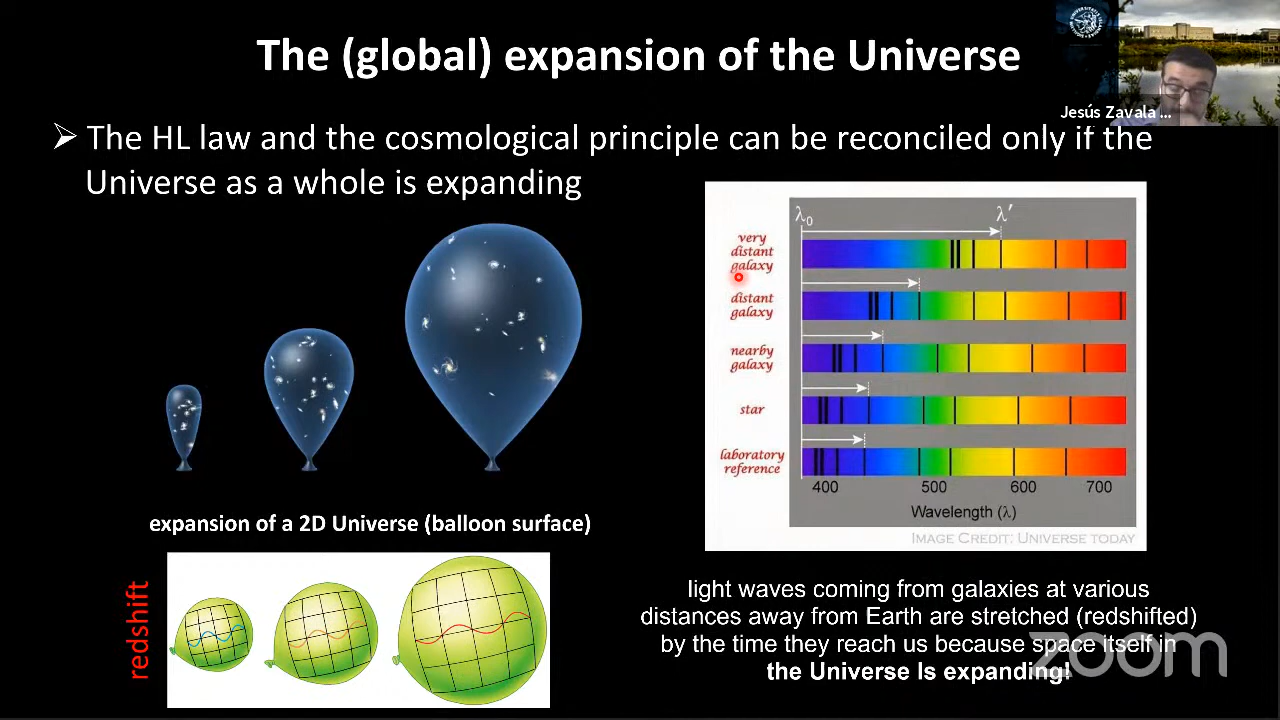 The (global) expansion of the Universe
Jesús Zavala ...
➢ The HL law and the cosmological principle can be reconciled only if the
Universe as a whole is expanding
λ₀
λ′
very
distant
galaxy
distant
galaxy
nearby
galaxy
star
laboratory
reference
400
500
600
700
Wavelength (λ)
IMAGE CREDIT: UNIVERSE TODAY
expansion of a 2D Universe (balloon surface)
redshift
light waves coming from galaxies at various
distances away from Earth are stretched (redshifted)
by the time they reach us because space itself in
the Universe Is expanding!
zoom